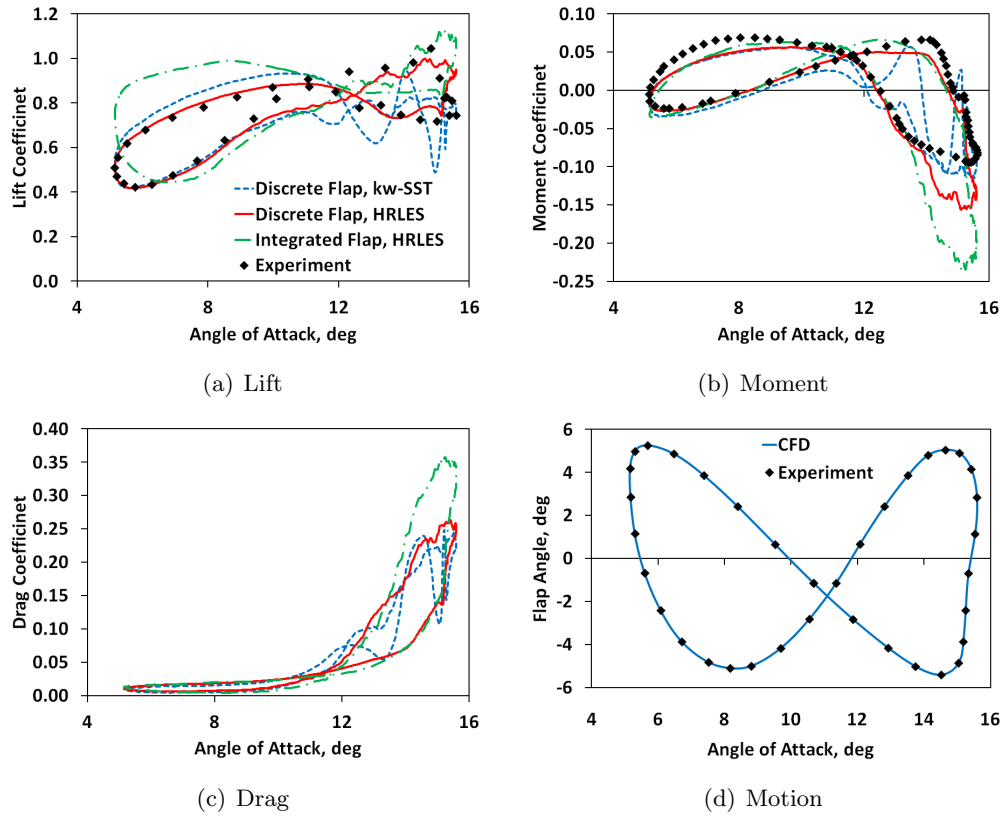 1.2
1.0
0.8
0.6
0.4
0.2
0.0
4
8
12
16
Lift Coefficinet
Angle of Attack, deg
Discrete Flap, kw-SST
Discrete Flap, HRLES
Integrated Flap, HRLES
Experiment
(a) Lift
0.10
0.05
0.00
-0.05
-0.10
-0.15
-0.20
-0.25
4
8
12
16
Moment Coefficinet
Angle of Attack, deg
(b) Moment
0.40
0.35
0.30
0.25
0.20
0.15
0.10
0.05
0.00
4
8
12
16
Drag Coefficinet
Angle of Attack, deg
(c) Drag
6
4
2
0
-2
-4
-6
4
6
8
10
12
14
16
Flap Angle, deg
Angle of Attack, deg
CFD
Experiment
(d) Motion